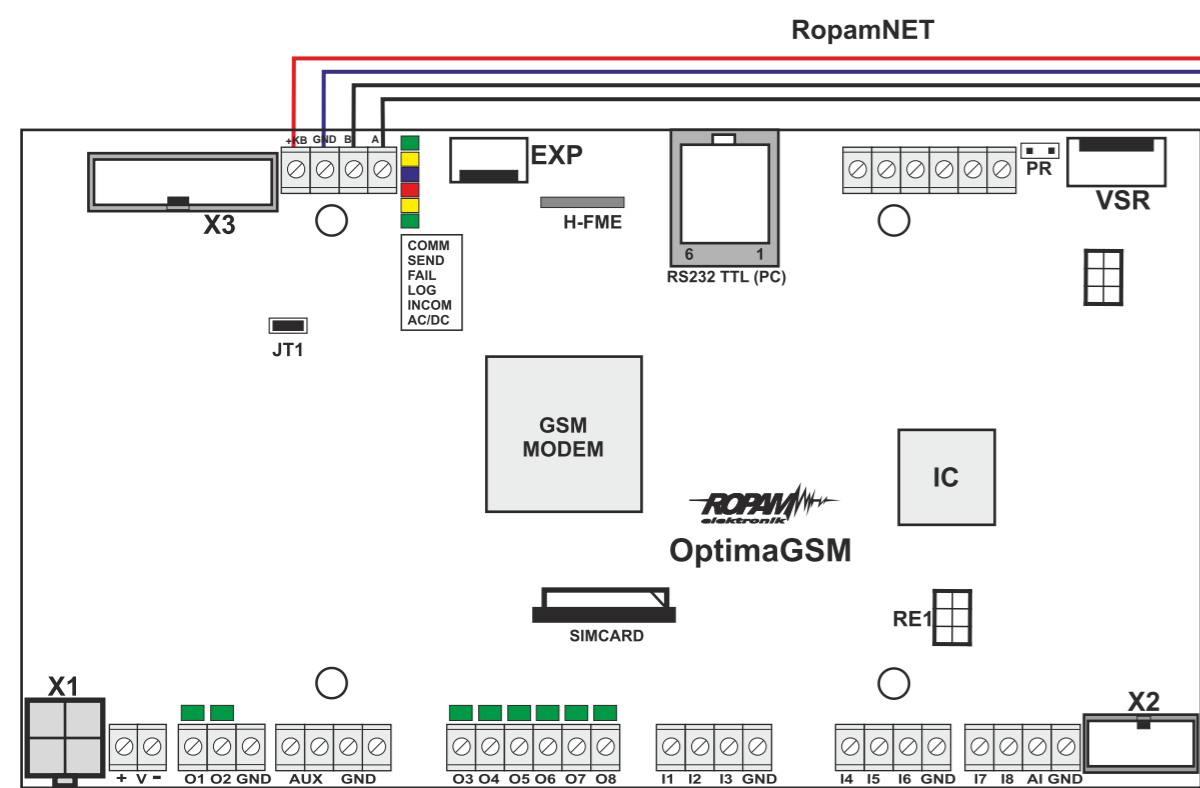 RopamNET
+KB GND B A
EXP
PR
VSR
X3
H-FME
6 1
RS232 TTL (PC)
COMM
SEND
FAIL
LOG
INCOM
AC/DC
JT1
GSM
MODEM
IC
ROPAM
elektronik
OptimaGSM
SIMCARD
RE1
X1
X2
+ V -
O1 O2 GND
AUX GND
O3 O4 O5 O6 O7 O8
I1 I2 I3 GND
I4 I5 I6 GND
I7 I8 AI GND